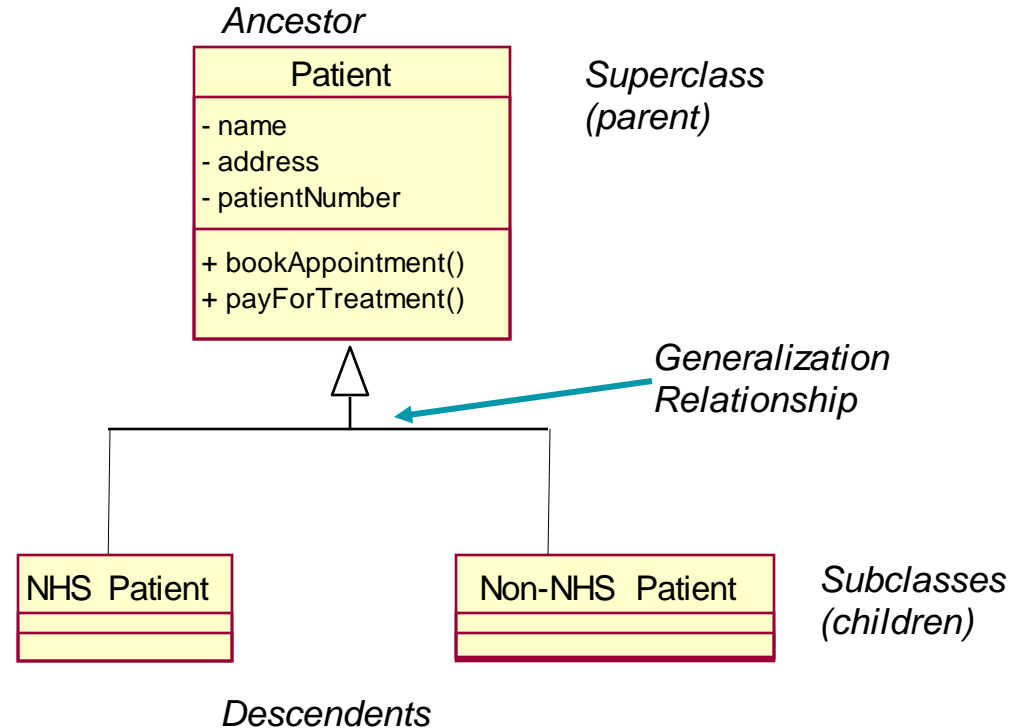 Ancestor
Patient
Superclass
(parent)
- name
- address
- patientNumber
+ bookAppointment()
+ payForTreatment()
Generalization
Relationship
NHS Patient
Non-NHS Patient
Subclasses
(children)
Descendents